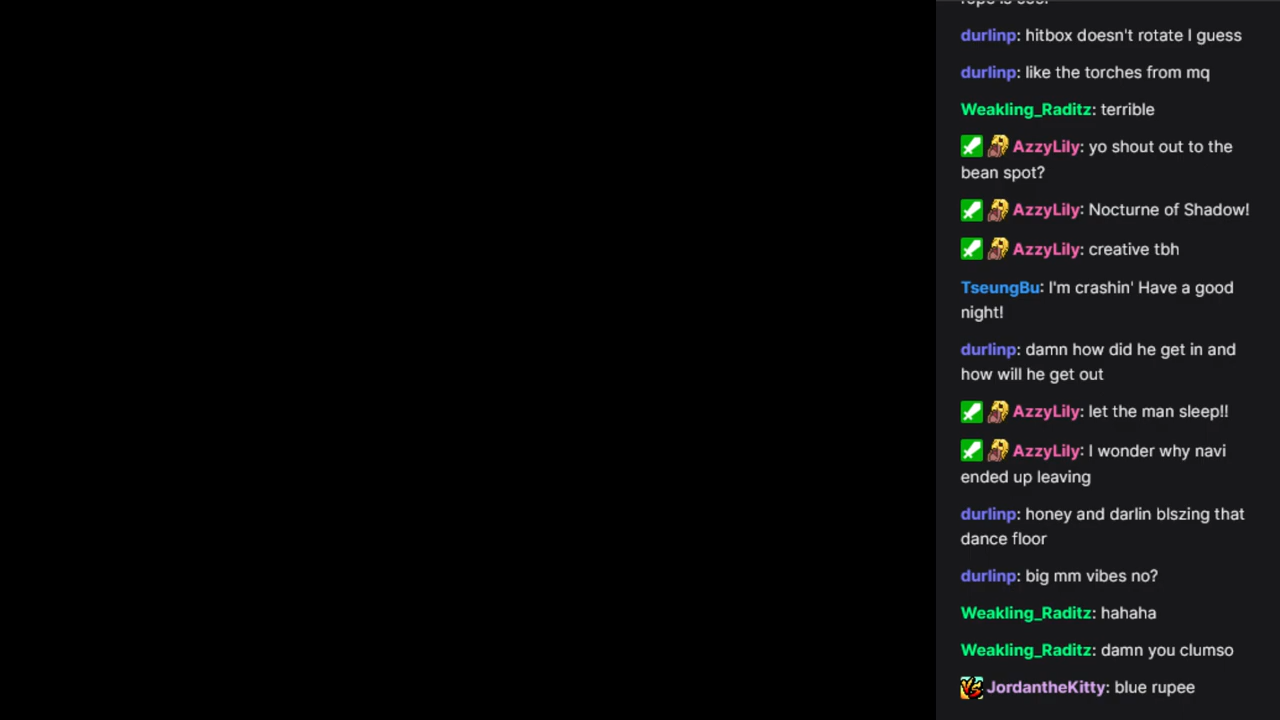 durlinp: hitbox doesn't rotate I guess
durlinp: like the torches from mq
Weakling_Raditz: terrible
AzzyLily: yo shout out to the
bean spot?
AzzyLily: Nocturne of Shadow!
AzzyLily: creative tbh
TseungBu: I'm crashin' Have a good
night!
durlinp: damn how did he get in and
how will he get out
AzzyLily: let the man sleep!!
AzzyLily: I wonder why navi
ended up leaving
durlinp: honey and darlin blszing that
dance floor
durlinp: big mm vibes no?
Weakling_Raditz: hahaha
Weakling_Raditz: damn you clumso
JordantheKitty: blue rupee